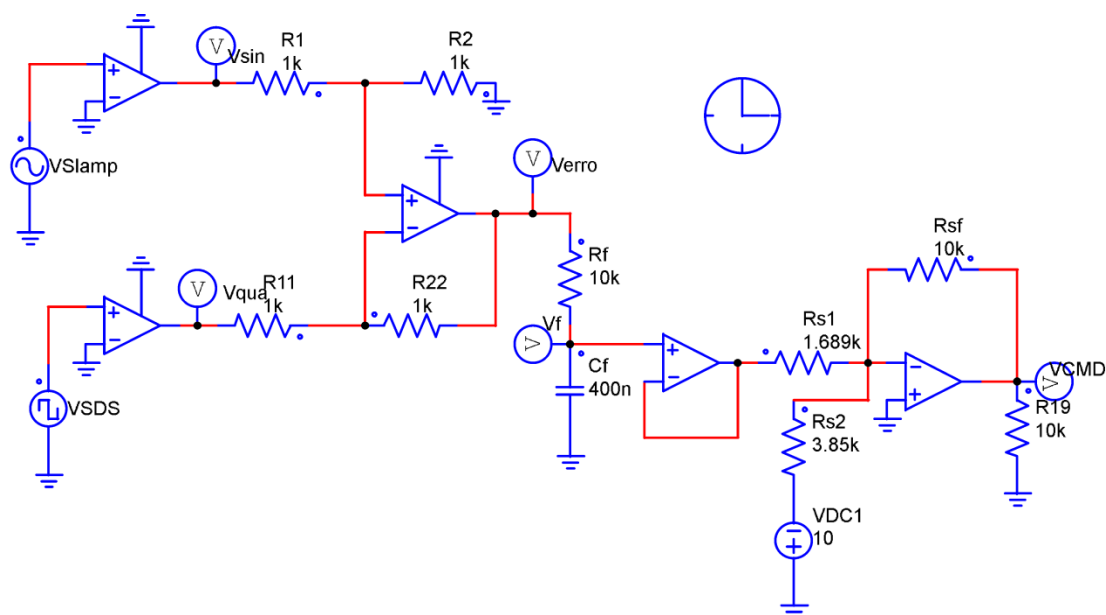 R1
1k
R2
1k
V
Vsin
VSlamp
V
Verro
Rf
10k
V
Vqua
R11
1k
R22
1k
VSDS
V
Vf
Cf
400n
Rs1
1.689k
Rsf
10k
Rs2
3.85k
VDC1
10
V
VCMD
R19
10k